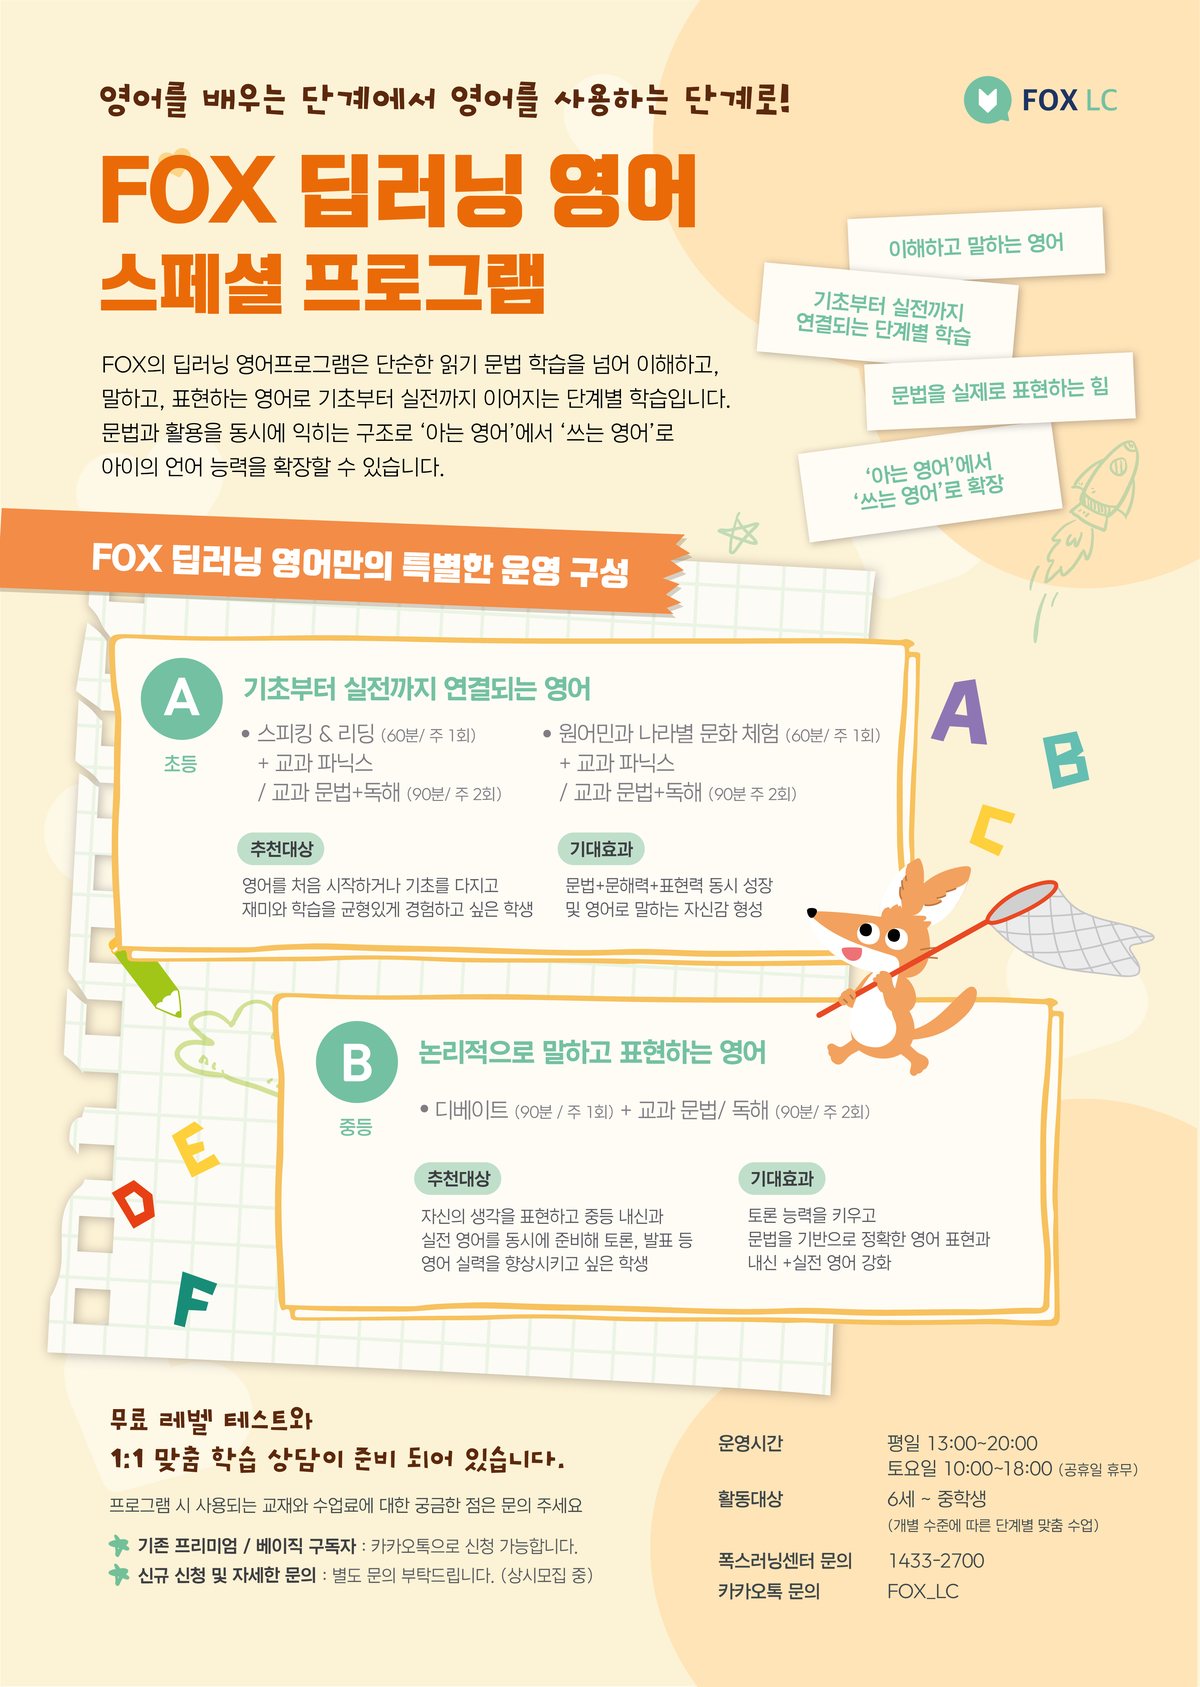 영어를 배우는 단계에서 영어를 사용하는 단계로!
FOX LC
FOX 딥러닝 영어
스페셜 프로그램
이해하고 말하는 영어
기초부터 실전까지
연결되는 단계별 학습
문법을 실제로 표현하는 힘
‘아는 영어’에서
‘쓰는 영어’로 확장
FOX의 딥러닝 영어프로그램은 단순한 읽기 문법 학습을 넘어 이해하고,
말하고, 표현하는 영어로 기초부터 실전까지 이어지는 단계별 학습입니다.
문법과 활용을 동시에 익히는 구조로 ‘아는 영어’에서 ‘쓰는 영어’로
아이의 언어 능력을 확장할 수 있습니다.
FOX 딥러닝 영어만의 특별한 운영 구성
A
초등
기초부터 실전까지 연결되는 영어
• 스피킹 & 리딩 (60분/ 주 1회)
+ 교과 파닉스
/ 교과 문법+독해 (90분/ 주 2회)
• 원어민과 나라별 문화 체험 (60분/ 주 1회)
+ 교과 파닉스
/ 교과 문법+독해 (90분 주 2회)
추천대상
영어를 처음 시작하거나 기초를 다지고
재미와 학습을 균형있게 경험하고 싶은 학생
기대효과
문법+문해력+표현력 동시 성장
및 영어로 말하는 자신감 형성
A
B
C
B
중등
논리적으로 말하고 표현하는 영어
• 디베이트 (90분 / 주 1회) + 교과 문법/ 독해 (90분/ 주 2회)
추천대상
자신의 생각을 표현하고 중등 내신과
실전 영어를 동시에 준비해 토론, 발표 등
영어 실력을 향상시키고 싶은 학생
기대효과
토론 능력을 키우고
문법을 기반으로 정확한 영어 표현과
내신 +실전 영어 강화
E
D
F
무료 레벨 테스트와
1:1 맞춤 학습 상담이 준비 되어 있습니다.
프로그램 시 사용되는 교재와 수업료에 대한 궁금한 점은 문의 주세요
기존 프리미엄 / 베이직 구독자 : 카카오톡으로 신청 가능합니다.
신규 신청 및 자세한 문의 : 별도 문의 부탁드립니다. (상시모집 중)
운영시간 평일 13:00~20:00
토요일 10:00~18:00 (공휴일 휴무)
활동대상 6세 ~ 중학생
(개별 수준에 따른 단계별 맞춤 수업)
폭스러닝센터 문의 1433-2700
카카오톡 문의 FOX_LC